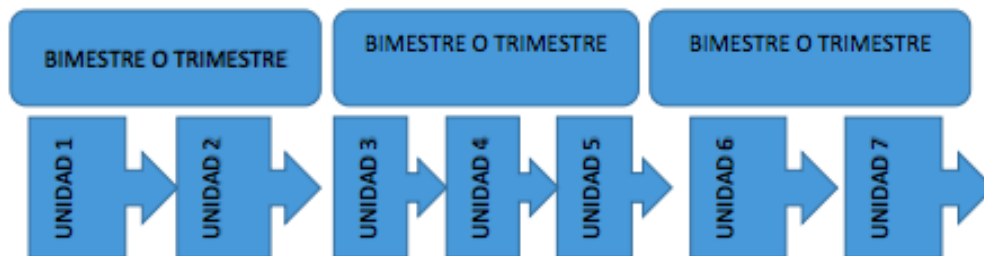 BIMESTRE O TRIMESTRE
BIMESTRE O TRIMESTRE
BIMESTRE O TRIMESTRE
UNIDAD 1
UNIDAD 2
UNIDAD 3
UNIDAD 4
UNIDAD 5
UNIDAD 6
UNIDAD 7